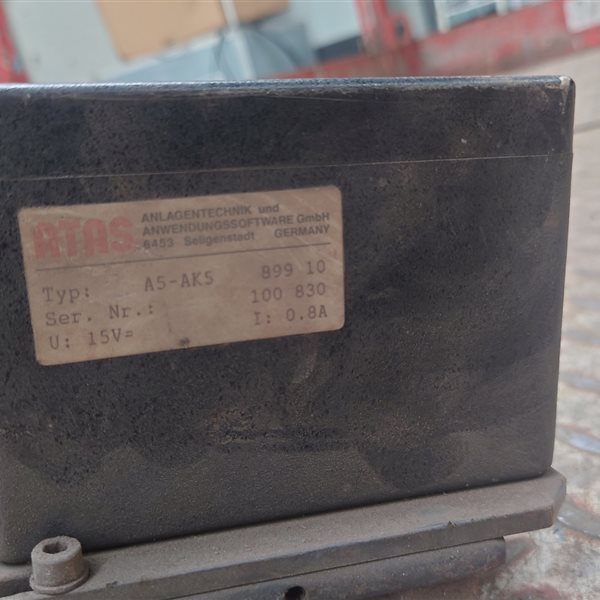 ATAS
ANLAGENTECHNIK und
ANWENDUNGSSOFTWARE GmbH
6453 Seligenstadt GERMANY
Typ: A5-AK5 899 10
Ser. Nr.: 100 830
U: 15V= I: 0.8A